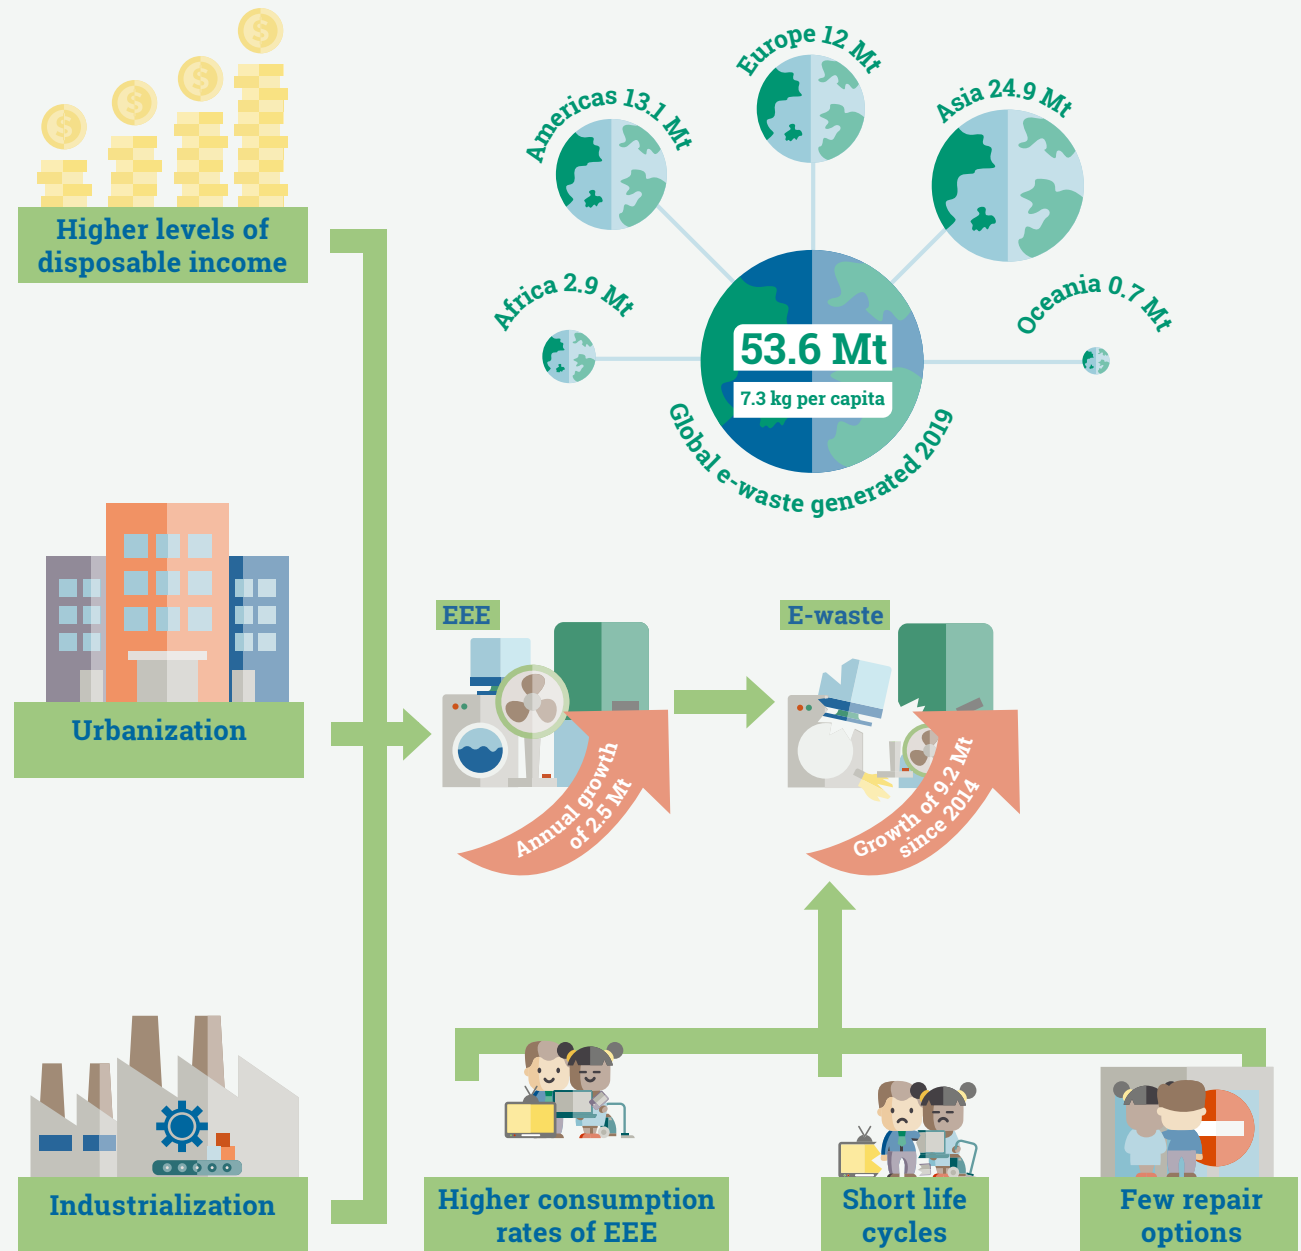 Higher levels of
disposable income
Americas 13.1 Mt
Europe 12 Mt
Asia 24.9 Mt
Africa 2.9 Mt
Oceania 0.7 Mt
53.6 Mt
7.3 kg per capita
Global e-waste generated 2019
Urbanization
EEE
Annual growth
of 2.5 Mt
E-waste
Growth of 9.2 Mt
since 2014
Industrialization
Higher consumption
rates of EEE
Short life
cycles
Few repair
options